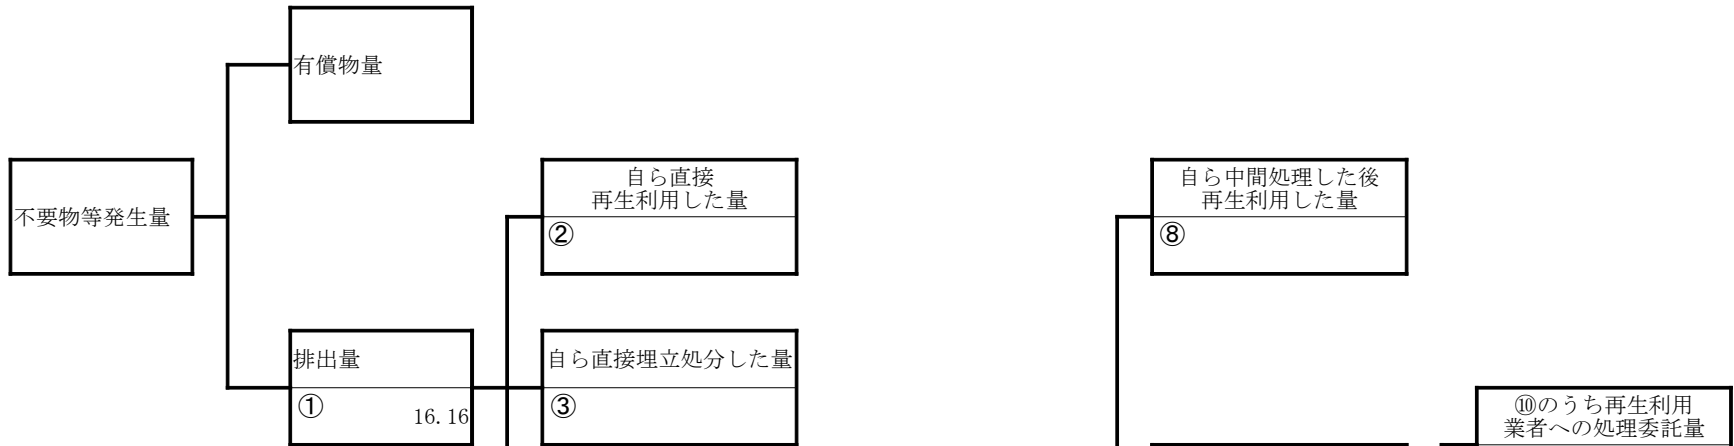 有償物量
不要物等発生量
自ら直接
再生利用した量
②
自ら中間処理した後
再生利用した量
⑧
排出量
①
16.16
自ら直接埋立処分した量
③
⑩のうち再生利用
業者への処理委託量